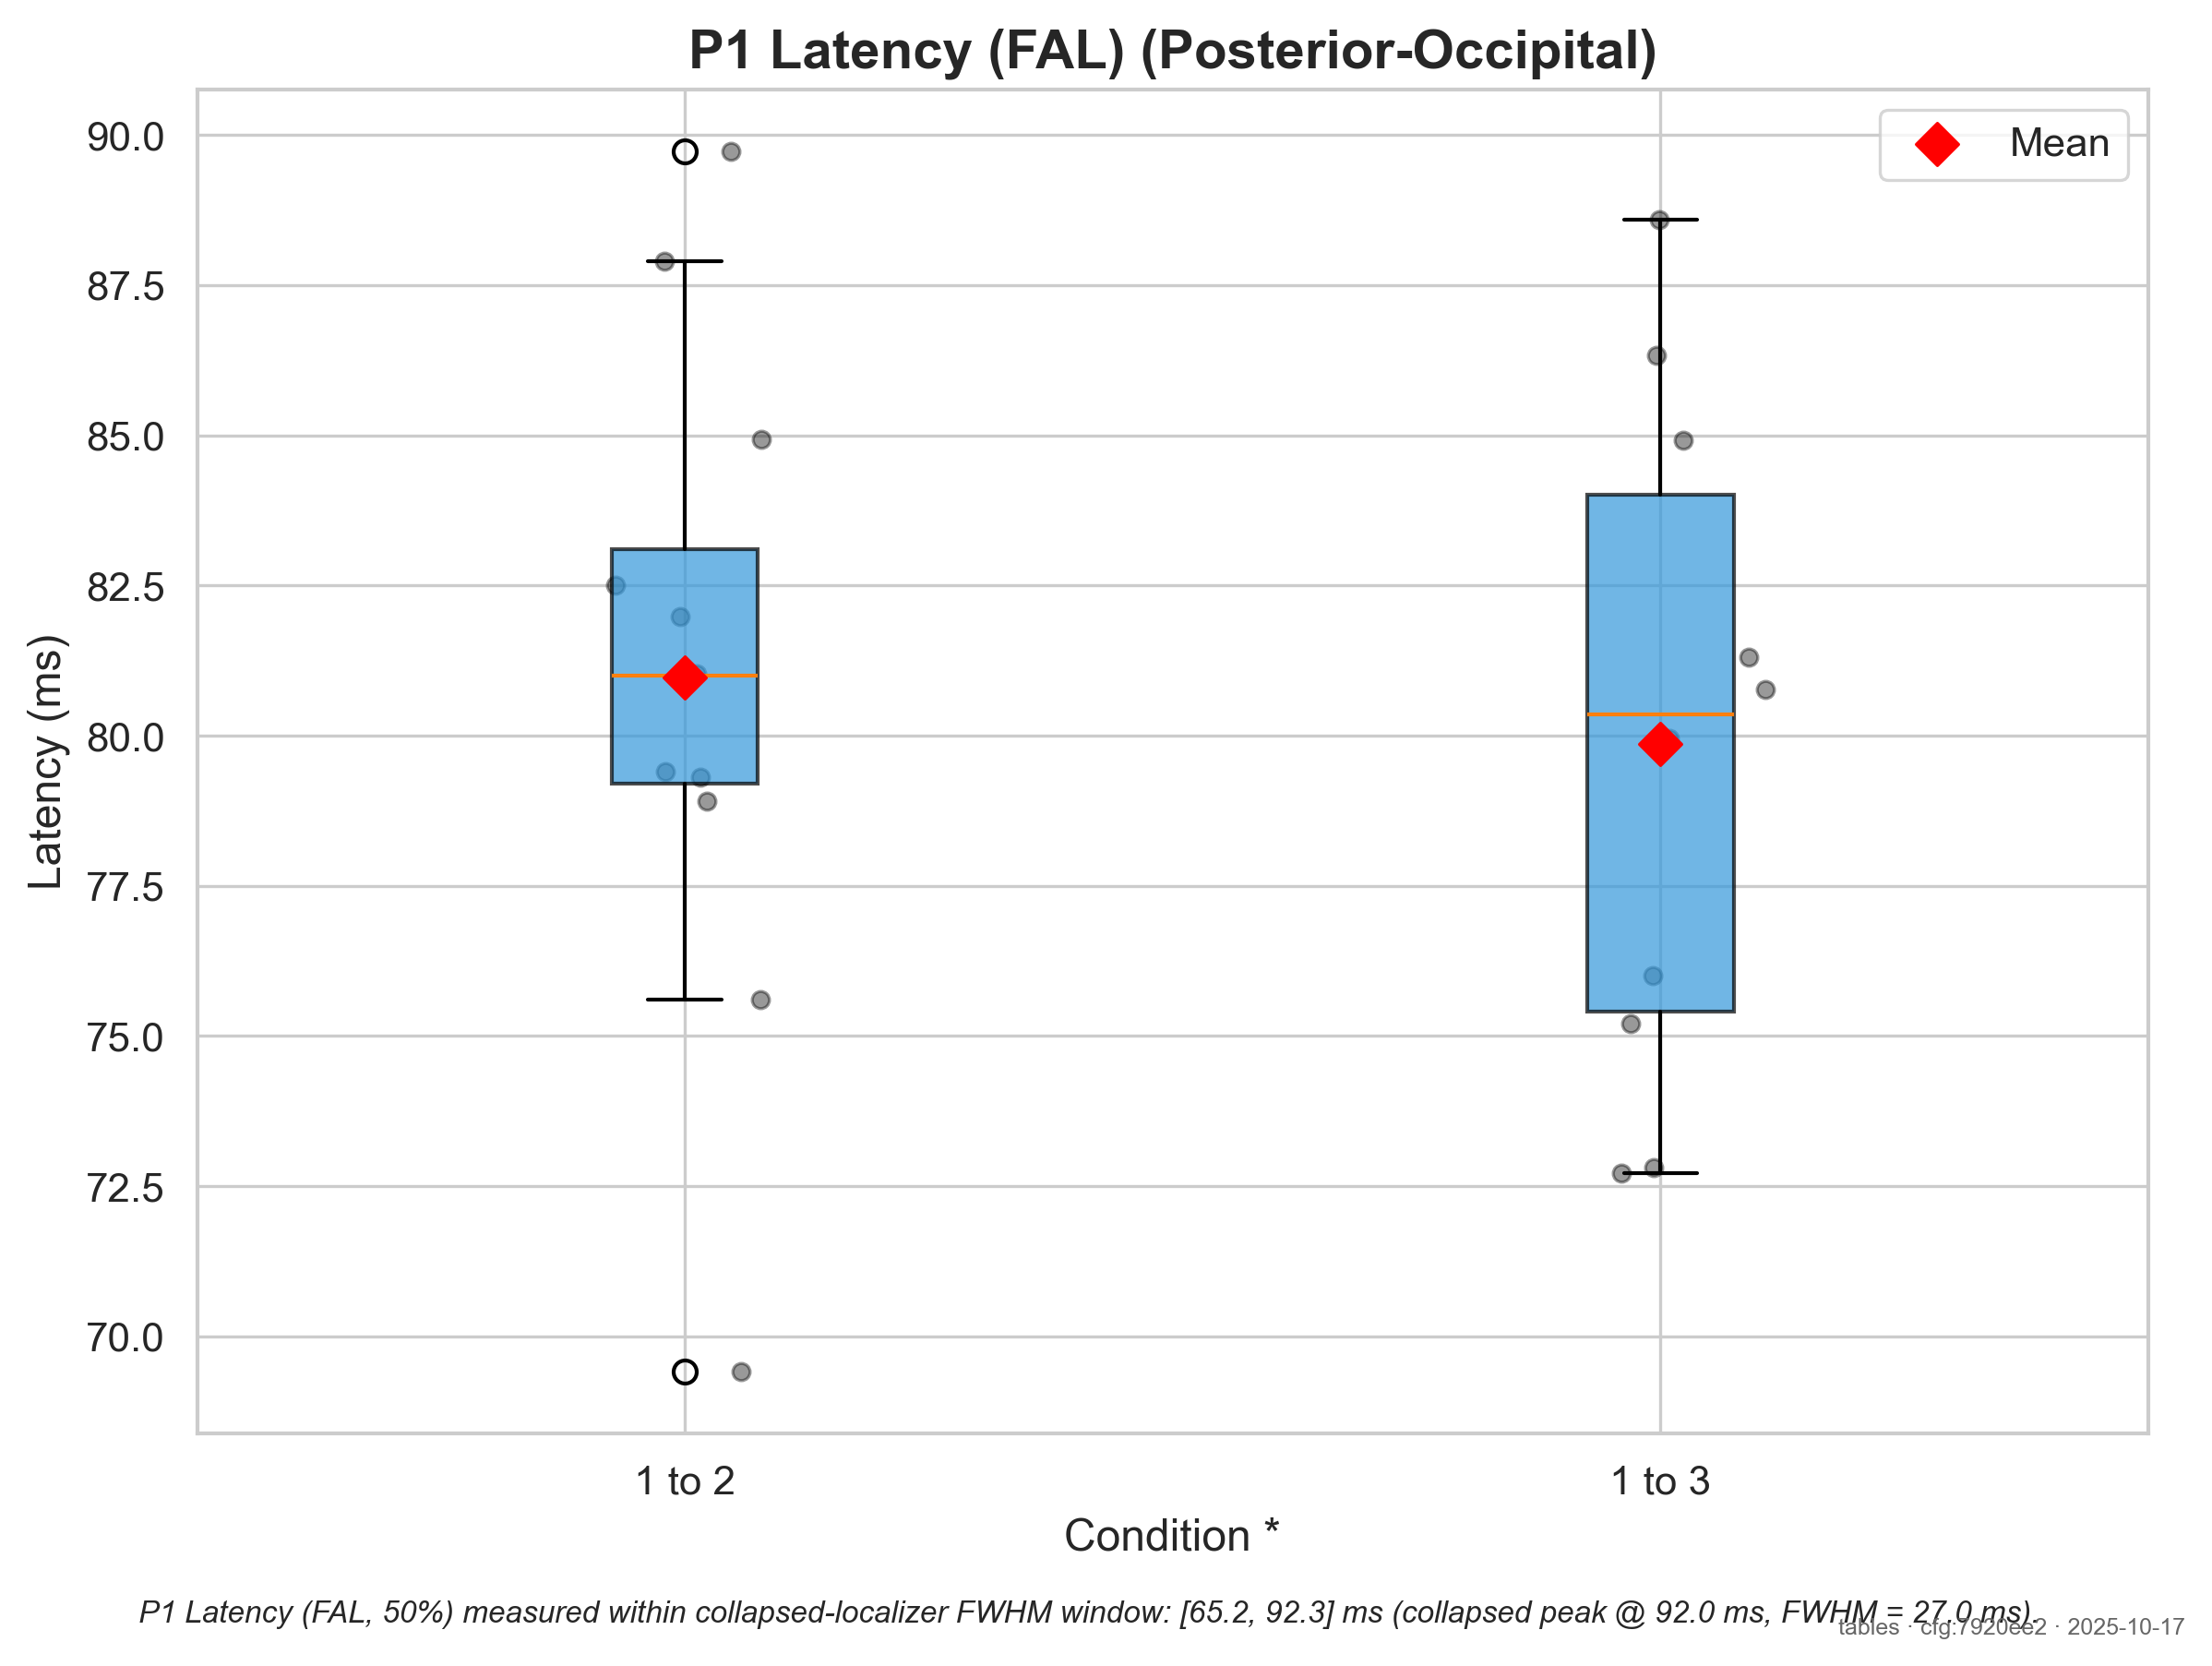 P1 Latency (FAL) (Posterior-Occipital)
Mean
90.0
87.5
85.0
82.5
80.0
77.5
75.0
72.5
70.0
Latency (ms)
1 to 2
1 to 3
Condition *
P1 Latency (FAL, 50%) measured within collapsed-localizer FWHM window: [65.2, 92.3] ms (collapsed peak @ 92.0 ms, FWHM = 27.0 ms).
tables · cfg:7920ee2 · 2025-10-17